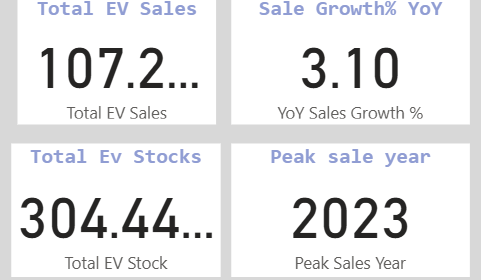 Total EV Sales
107.2...
Total EV Sales
Sale Growth% YoY
3.10
YoY Sales Growth %
Total Ev Stocks
304.44...
Total EV Stock
Peak sale year
2023
Peak Sales Year